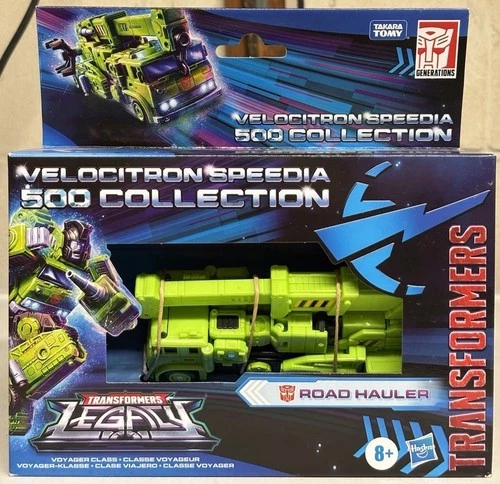 TAKARA
TOMY
GENERATIONS
VELOCITRON SPEEDIA
500 COLLECTION
VELOCITRON SPEEDIA
500 COLLECTION
TRANSFORMERS
ROAD HAULER
TRANSFORMERS
LEGACY
VOYAGER CLASS • CLASSE VOYAGEUR
VOYAGER-KLASSE • CLASE VIAJERO • CLASSE VOYAGER
8+
Hasbro